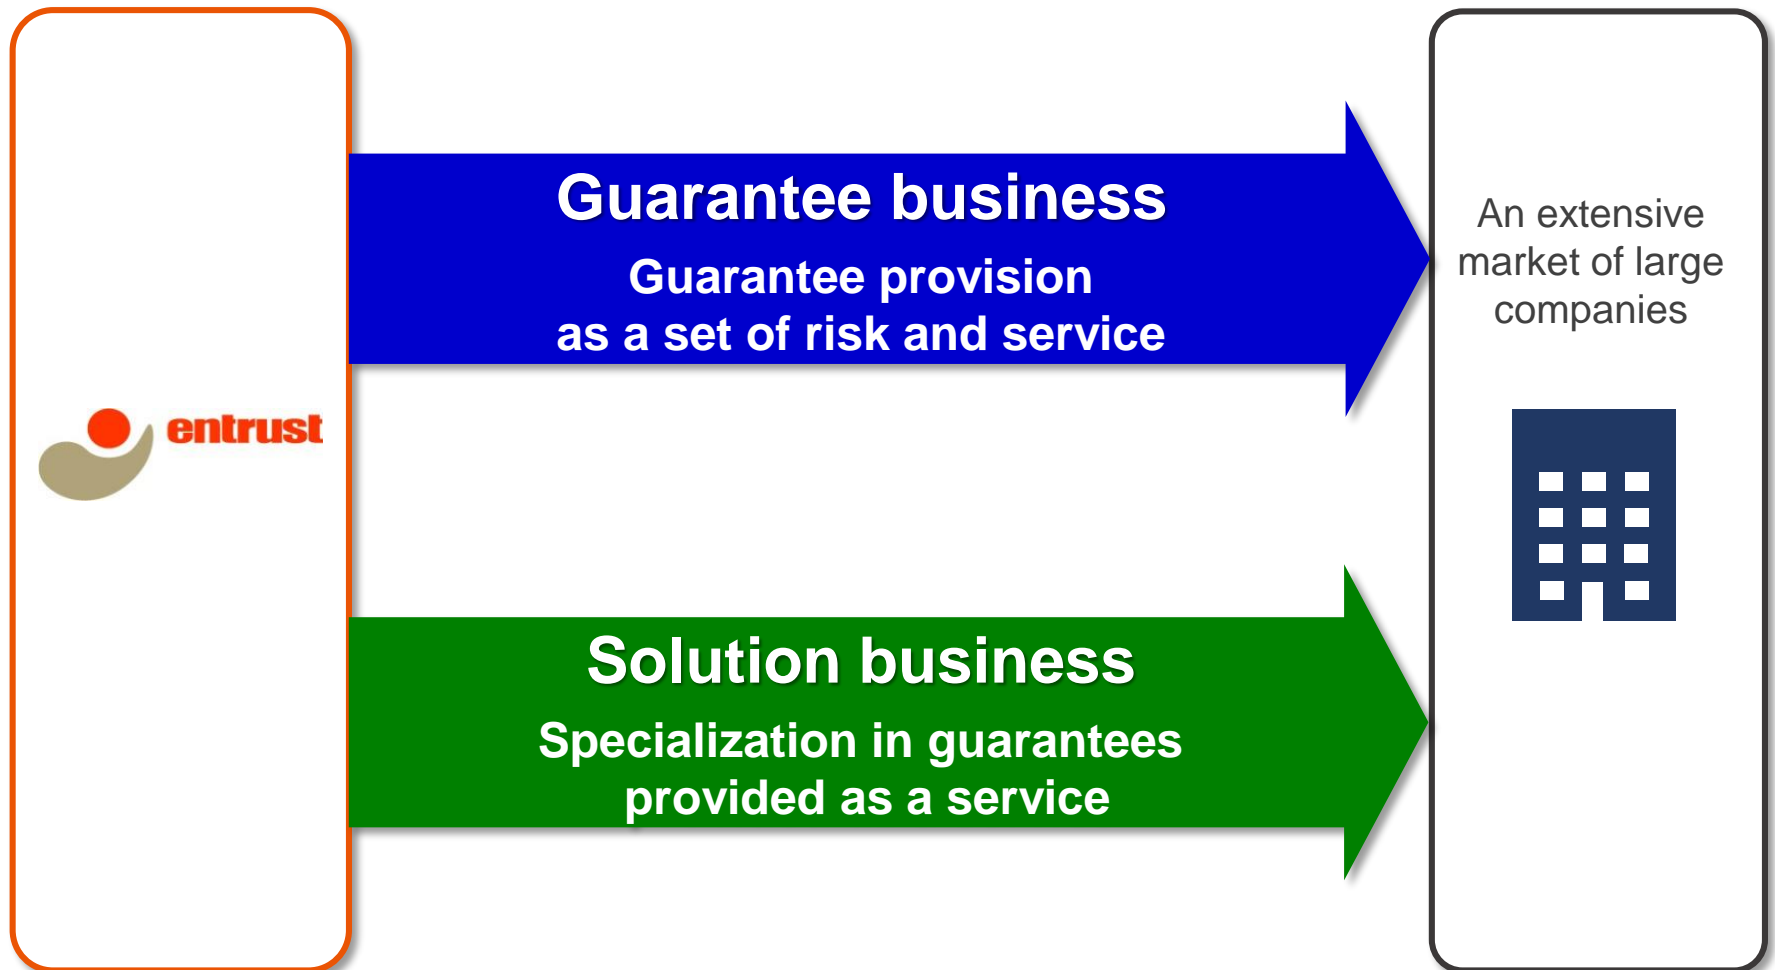 entrust
Guarantee business
Guarantee provision
as a set of risk and service
Solution business
Specialization in guarantees
provided as a service
An extensive
market of large
companies